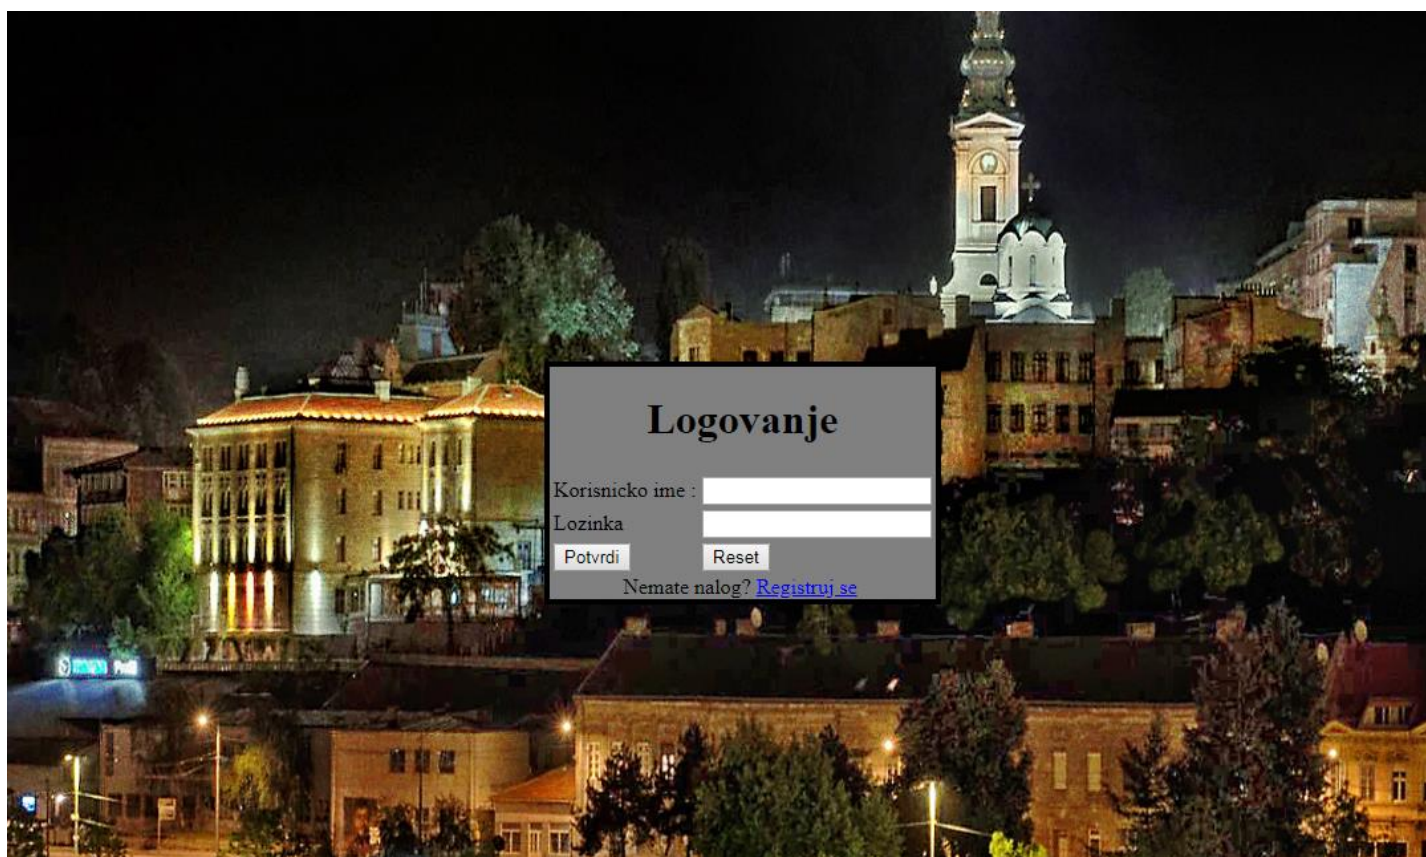 Logovanje
Korisnicko ime :
Lozinka
Potvrdi Reset
Nemate nalog? Registruj se